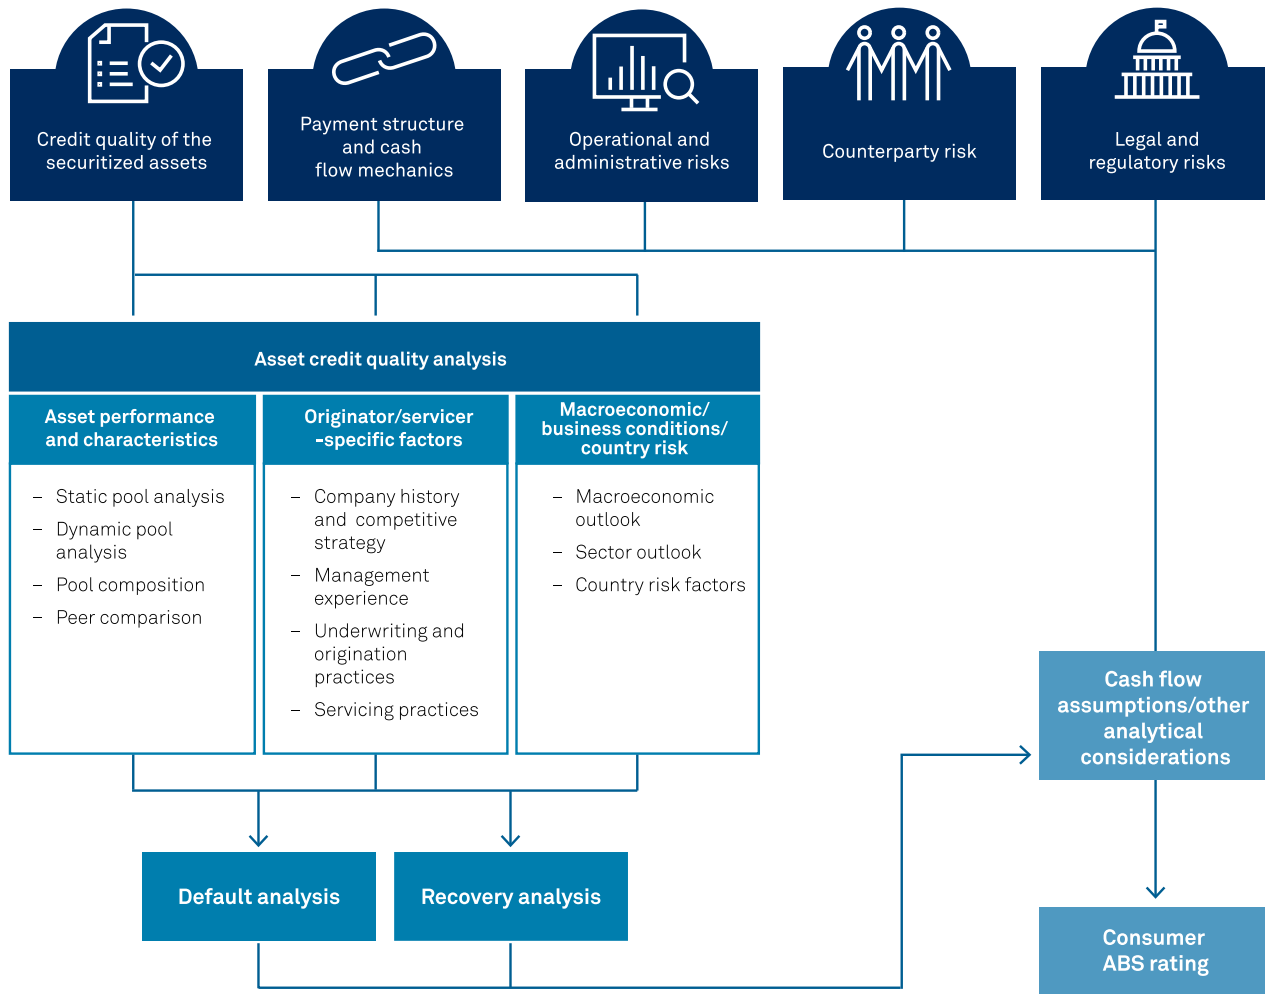 Credit quality of the
securitized assets
Payment structure
and cash
flow mechanics
Operational and
administrative risks
Counterparty risk
Legal and
regulatory risks
Asset credit quality analysis
Asset performance
and characteristics
– Static pool analysis
– Dynamic pool
analysis
– Pool composition
– Peer comparison
Originator/servicer
-specific factors
– Company history
and competitive
strategy
– Management
experience
– Underwriting and
origination
practices
– Servicing practices
Macroeconomic/
business conditions/
country risk
– Macroeconomic
outlook
– Sector outlook
– Country risk factors
Cash flow
assumptions/other
analytical
considerations
Default analysis
Recovery analysis
Consumer
ABS rating